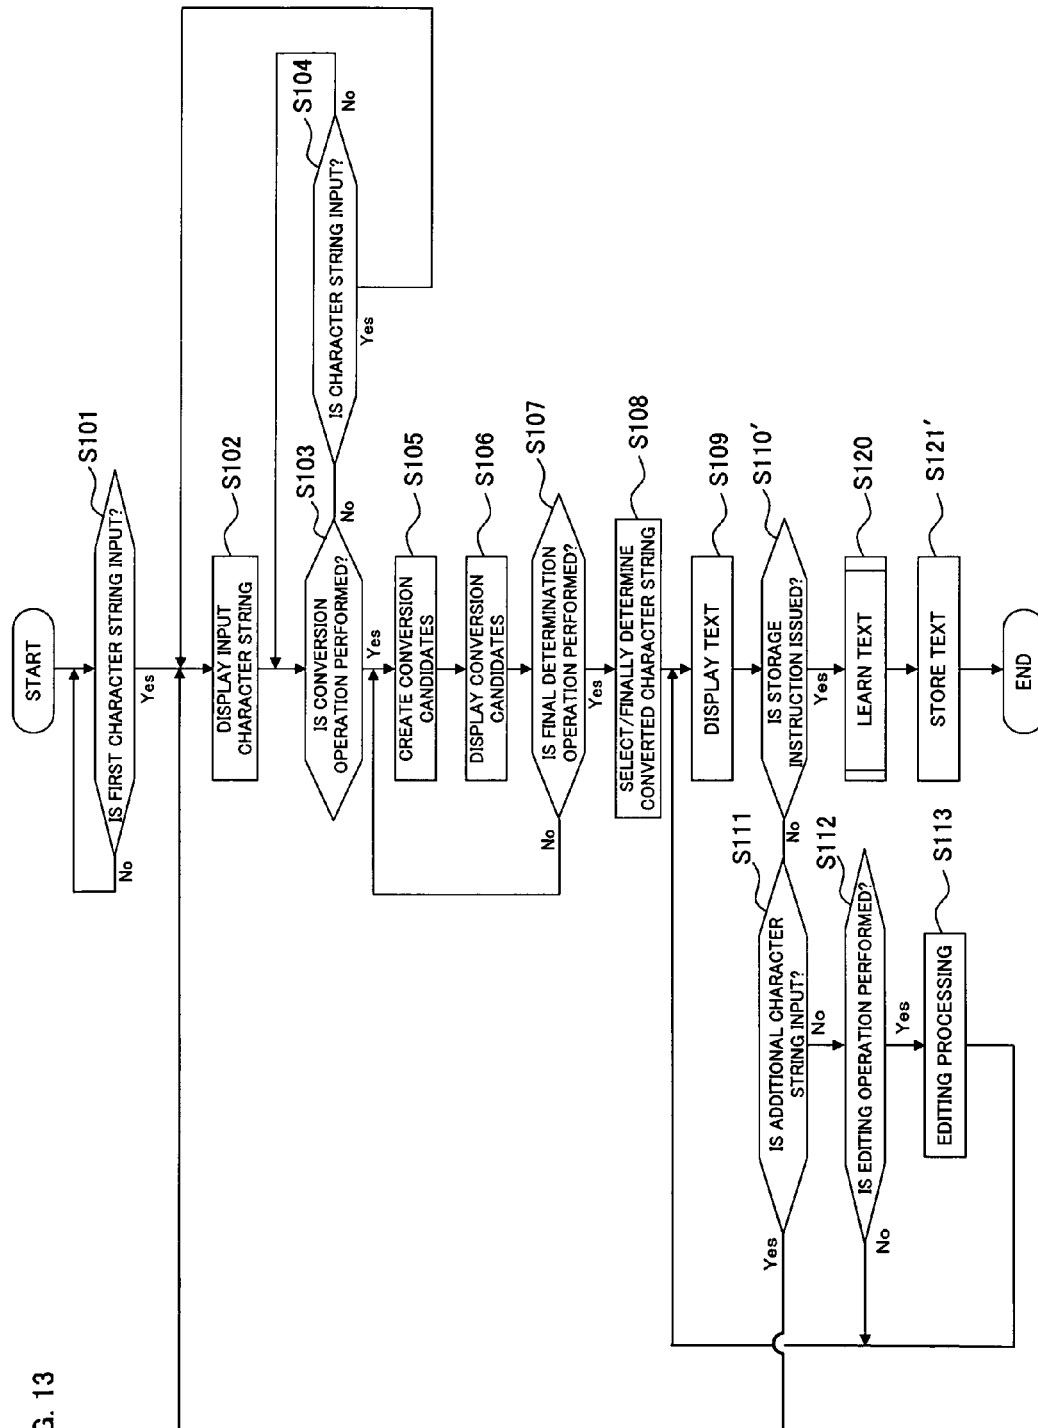 G. 13
START
IS FIRST CHARACTER STRING INPUT?
S101
No
Yes
DISPLAY INPUT
CHARACTER STRING
S102
IS CONVERSION
OPERATION PERFORMED?
S103
No
Yes
IS CHARACTER STRING INPUT?
S104
No
Yes
CREATE CONVERSION
CANDIDATES
S105
DISPLAY CONVERSION
CANDIDATES
S106
IS FINAL DETERMINATION
OPERATION PERFORMED?
S107
No
Yes
SELECT/FINALLY DETERMINE
CONVERTED CHARACTER STRING
S108
DISPLAY TEXT
S109
IS STORAGE
INSTRUCTION ISSUED?
S110′
No
Yes
IS ADDITIONAL CHARACTER
STRING INPUT?
S111
Yes
No
IS EDITING OPERATION PERFORMED?
S112
No
Yes
EDITING PROCESSING
S113
LEARN TEXT
S120
STORE TEXT
S121′
END